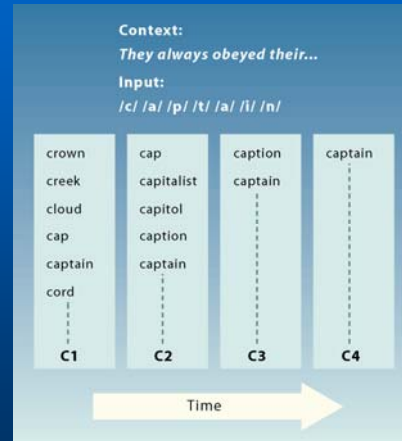 Context:
They always obeyed their...
Input:
/c/ /a/ /p/ /t/ /a/ /i/ /n/
crown
creek
cloud
cap
captain
cord
C1
cap
capitalist
capitol
caption
captain
C2
caption
captain
C3
captain
C4
Time